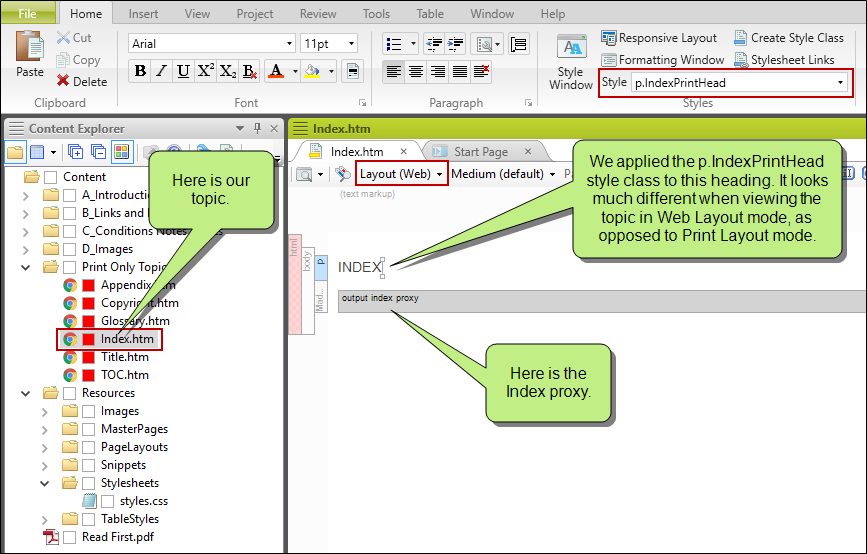 File Home Insert View Project Review Tools Table Window Help
Cut
Copy
Delete
Paste
Arial 11pt
B I U X² X₂ B
A
Style Window
Responsive Layout
Create Style Class
Formatting Window
Stylesheet Links
Style p.IndexPrintHead
Clipboard Font Paragraph Styles
Content Explorer
Content
A_Introduction
B_Links and
C_Conditions Notes
D_Images
Print Only Topic
Appendix.htm
Copyright.htm
Glossary.htm
Index.htm
Title.htm
TOC.htm
Resources
Images
MasterPages
PageLayouts
Snippets
Stylesheets
styles.css
TableStyles
Read First.pdf
Here is our
topic.
Index.htm
Index.htm Start Page
Layout (Web) Medium (default) P
(text markup)
html
body
p
Mad...
INDEX
output index proxy
We applied the p.IndexPrintHead
style class to this heading. It looks
much different when viewing the
topic in Web Layout mode, as
opposed to Print Layout mode.
Here is the
Index proxy.